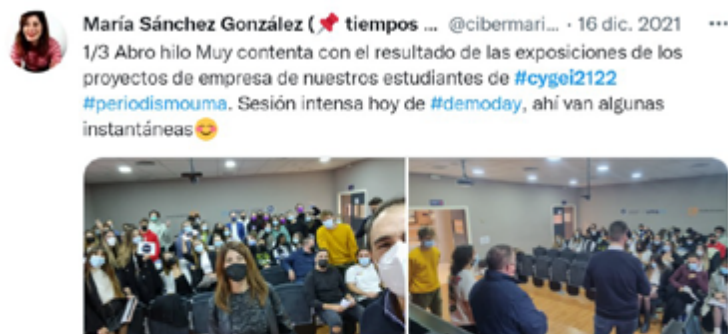 María Sánchez González (📌 tiempos ... @cibermari... · 16 dic. 2021 ...
1/3 Abro hilo Muy contenta con el resultado de las exposiciones de los
proyectos de empresa de nuestros estudiantes de #cygei2122
#periodismouma. Sesión intensa hoy de #demoday, ahí van algunas
instantáneas😊